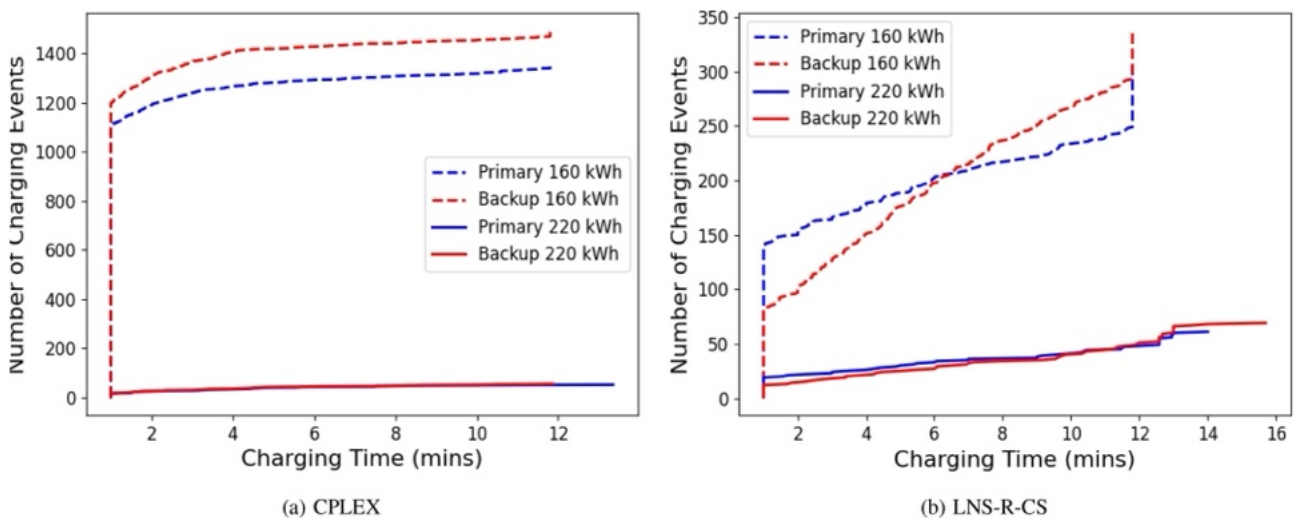 Number of Charging Events
1400
1200
1000
800
600
400
200
0
Primary 160 kWh
Backup 160 kWh
Primary 220 kWh
Backup 220 kWh
2 4 6 8 10 12
Charging Time (mins)
(a) CPLEX
Number of Charging Events
350
300
250
200
150
100
50
0
Primary 160 kWh
Backup 160 kWh
Primary 220 kWh
Backup 220 kWh
2 4 6 8 10 12 14 16
Charging Time (mins)
(b) LNS-R-CS